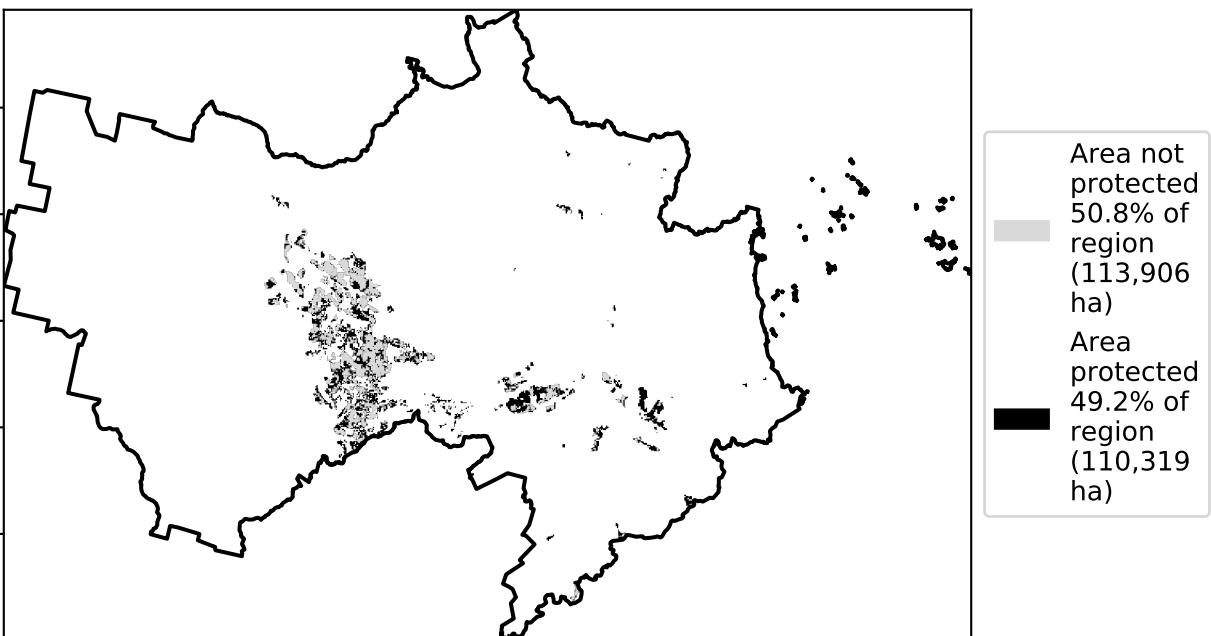 Area not
protected
50.8% of
region
(113,906
ha)
Area
protected
49.2% of
region
(110,319
ha)